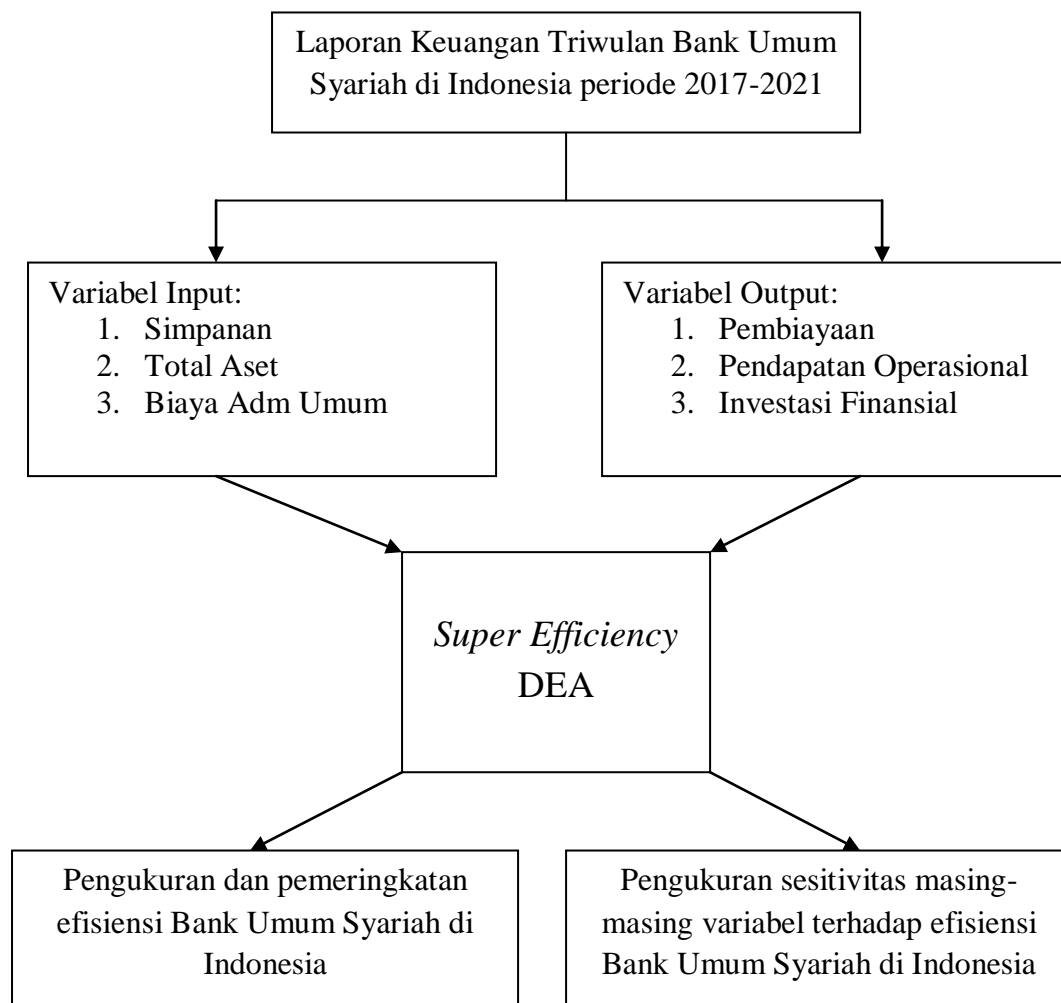 Laporan Keuangan Triwulan Bank Umum
Syariah di Indonesia periode 2017-2021
Variabel Input:
1. Simpanan
2. Total Aset
3. Biaya Adm Umum
Variabel Output:
1. Pembiayaan
2. Pendapatan Operasional
3. Investasi Finansial
Super Efficiency
DEA
Pengukuran dan pemeringkatan
efisiensi Bank Umum Syariah di
Indonesia
Pengukuran sesitivitas masing-
masing variabel terhadap efisiensi
Bank Umum Syariah di Indonesia